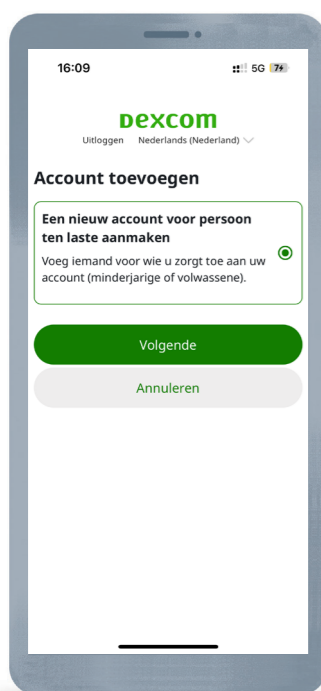 16:09
5G 74
Dexcom
Uitloggen Nederlands (Nederland)
Account toevoegen
Een nieuw account voor persoon
ten laste aanmaken
Voeg iemand voor wie u zorgt toe aan uw
account (minderjarige of volwassene).
Volgende
Annuleren